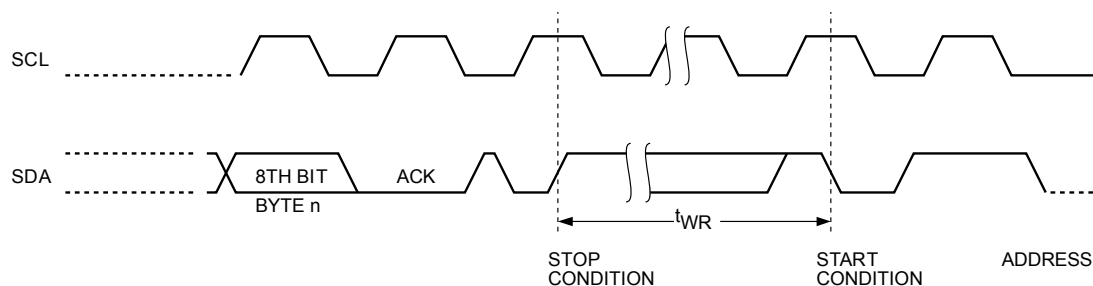 SCL
SDA
8TH BIT
ACK
BYTE n
tWR
STOP
CONDITION
START
CONDITION
ADDRESS